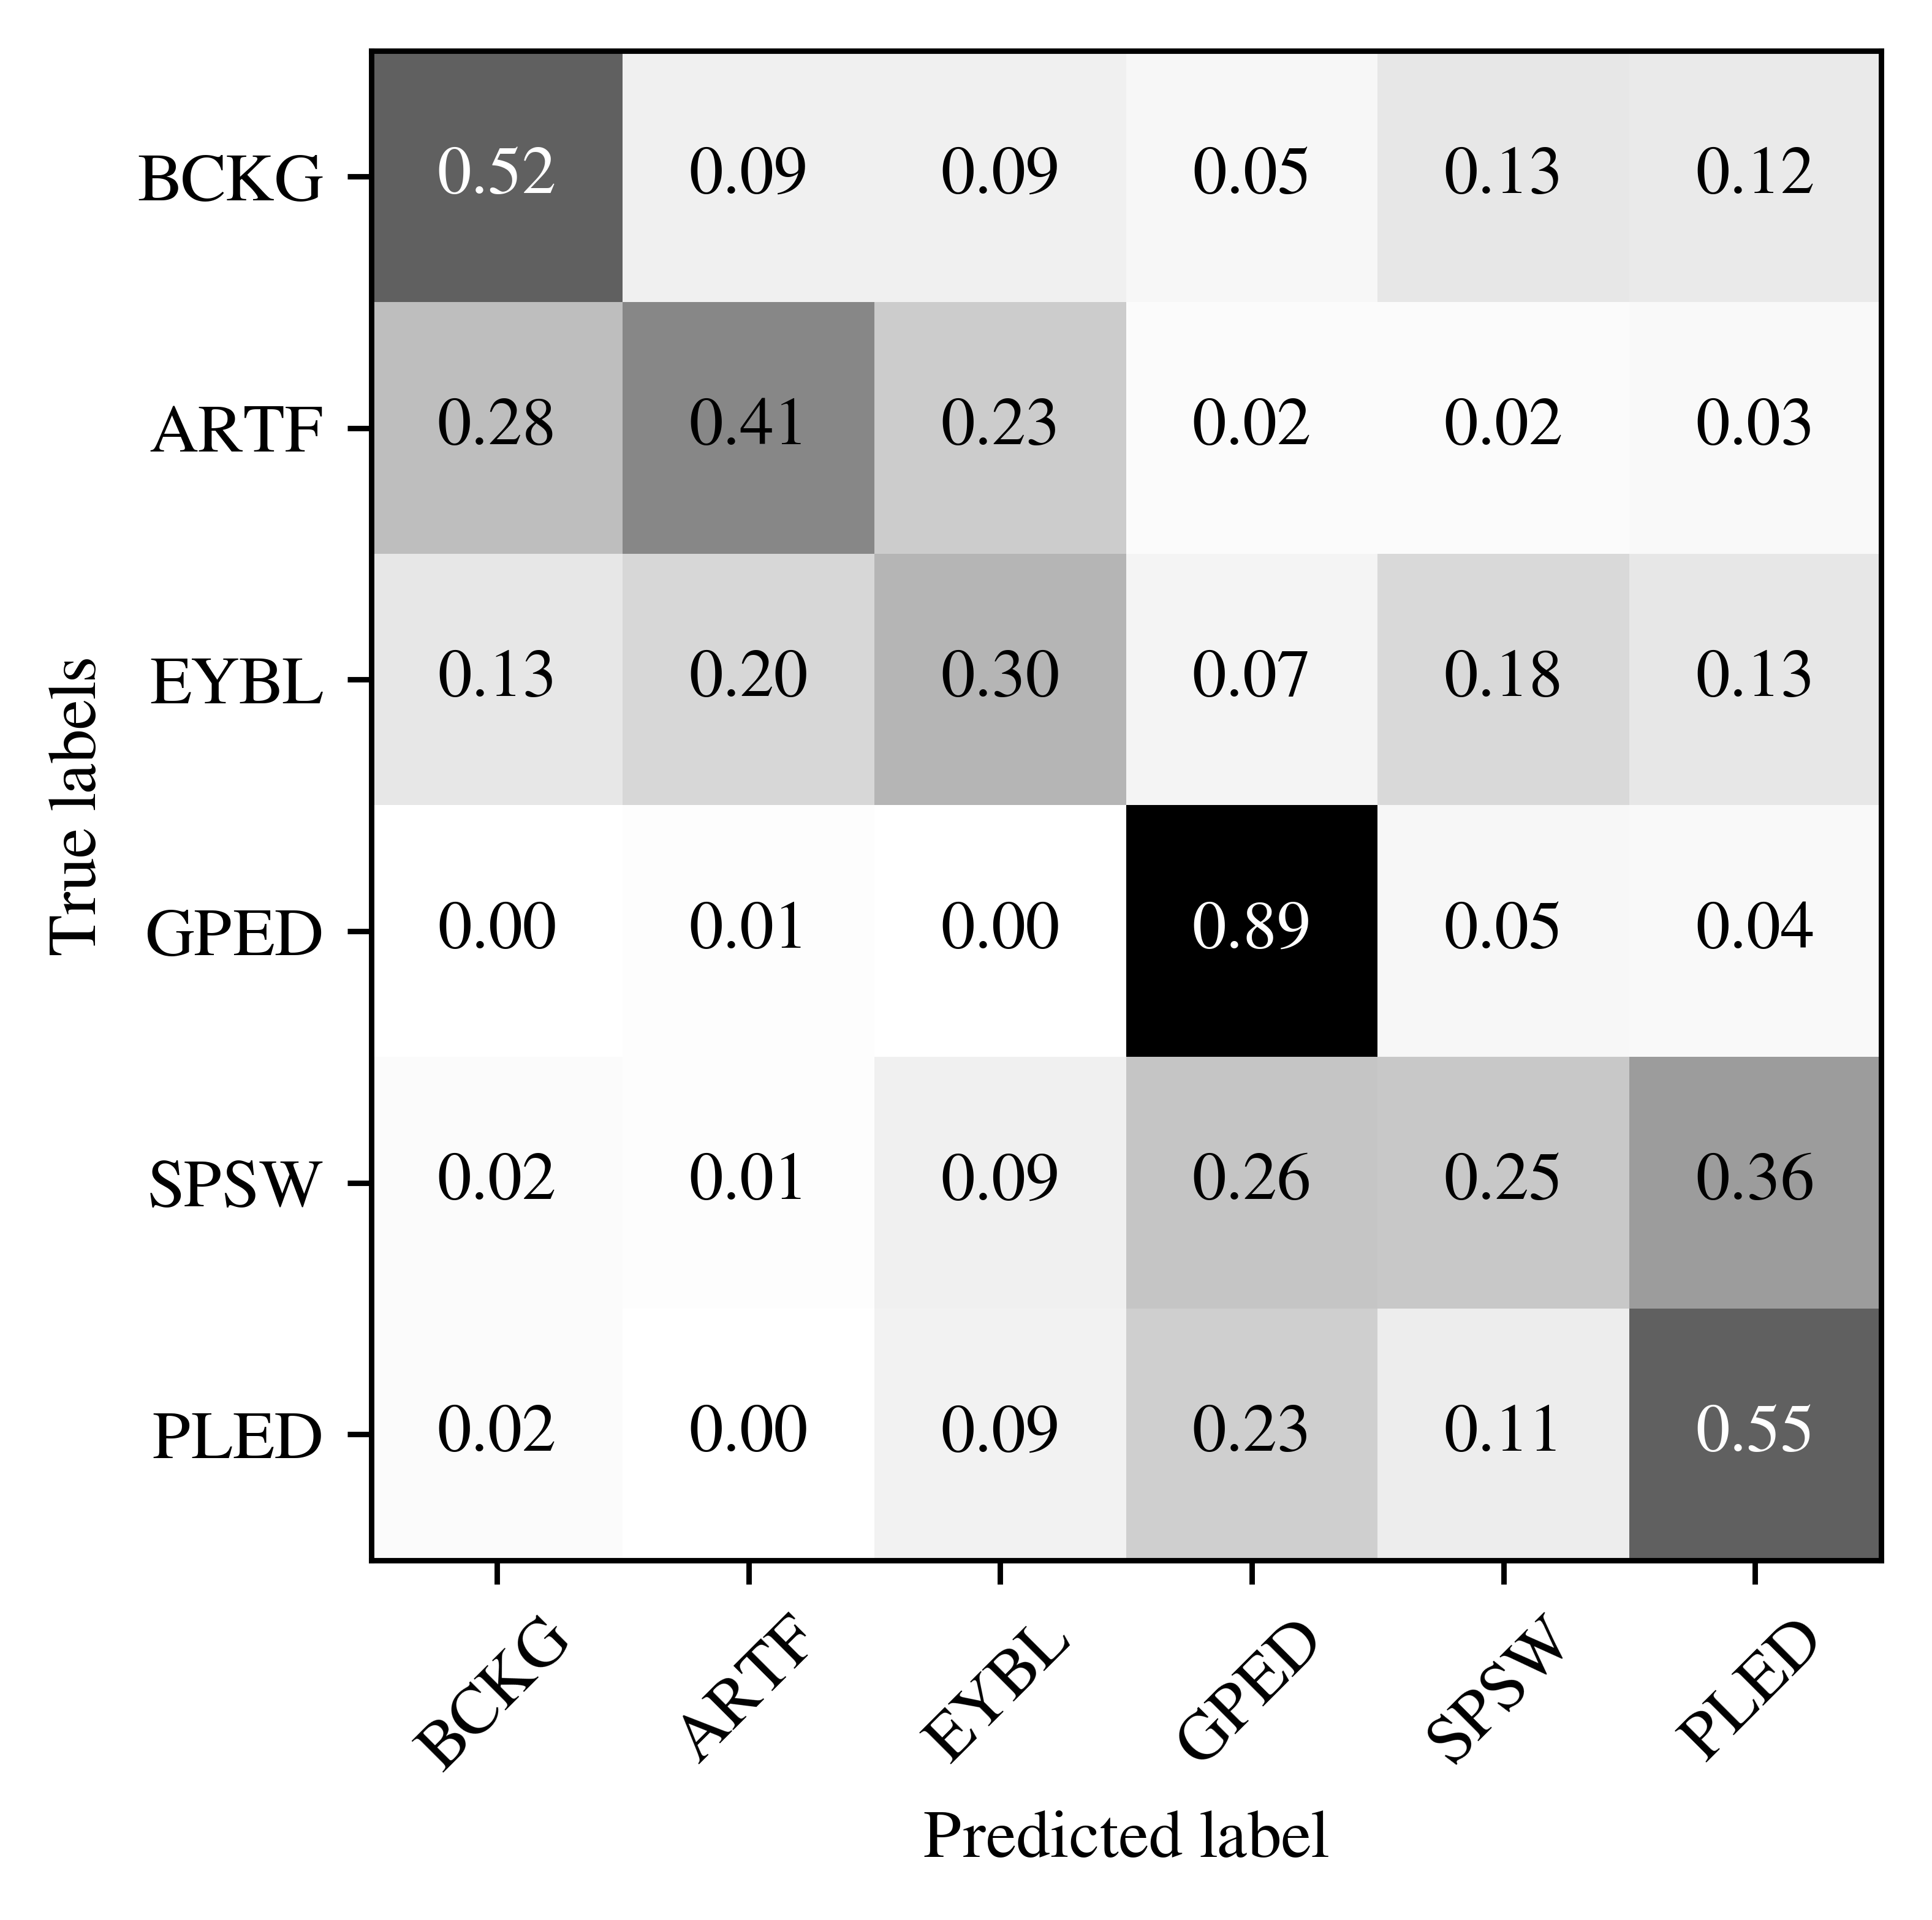 True labels
BCKG 0.52 0.09 0.09 0.05 0.13 0.12
ARTF 0.28 0.41 0.23 0.02 0.02 0.03
EYBL 0.13 0.20 0.30 0.07 0.18 0.13
GPED 0.00 0.01 0.00 0.89 0.05 0.04
SPSW 0.02 0.01 0.09 0.26 0.25 0.36
PLED 0.02 0.00 0.09 0.23 0.11 0.55
BCKG ARTF EYBL GPED SPSW PLED
Predicted label